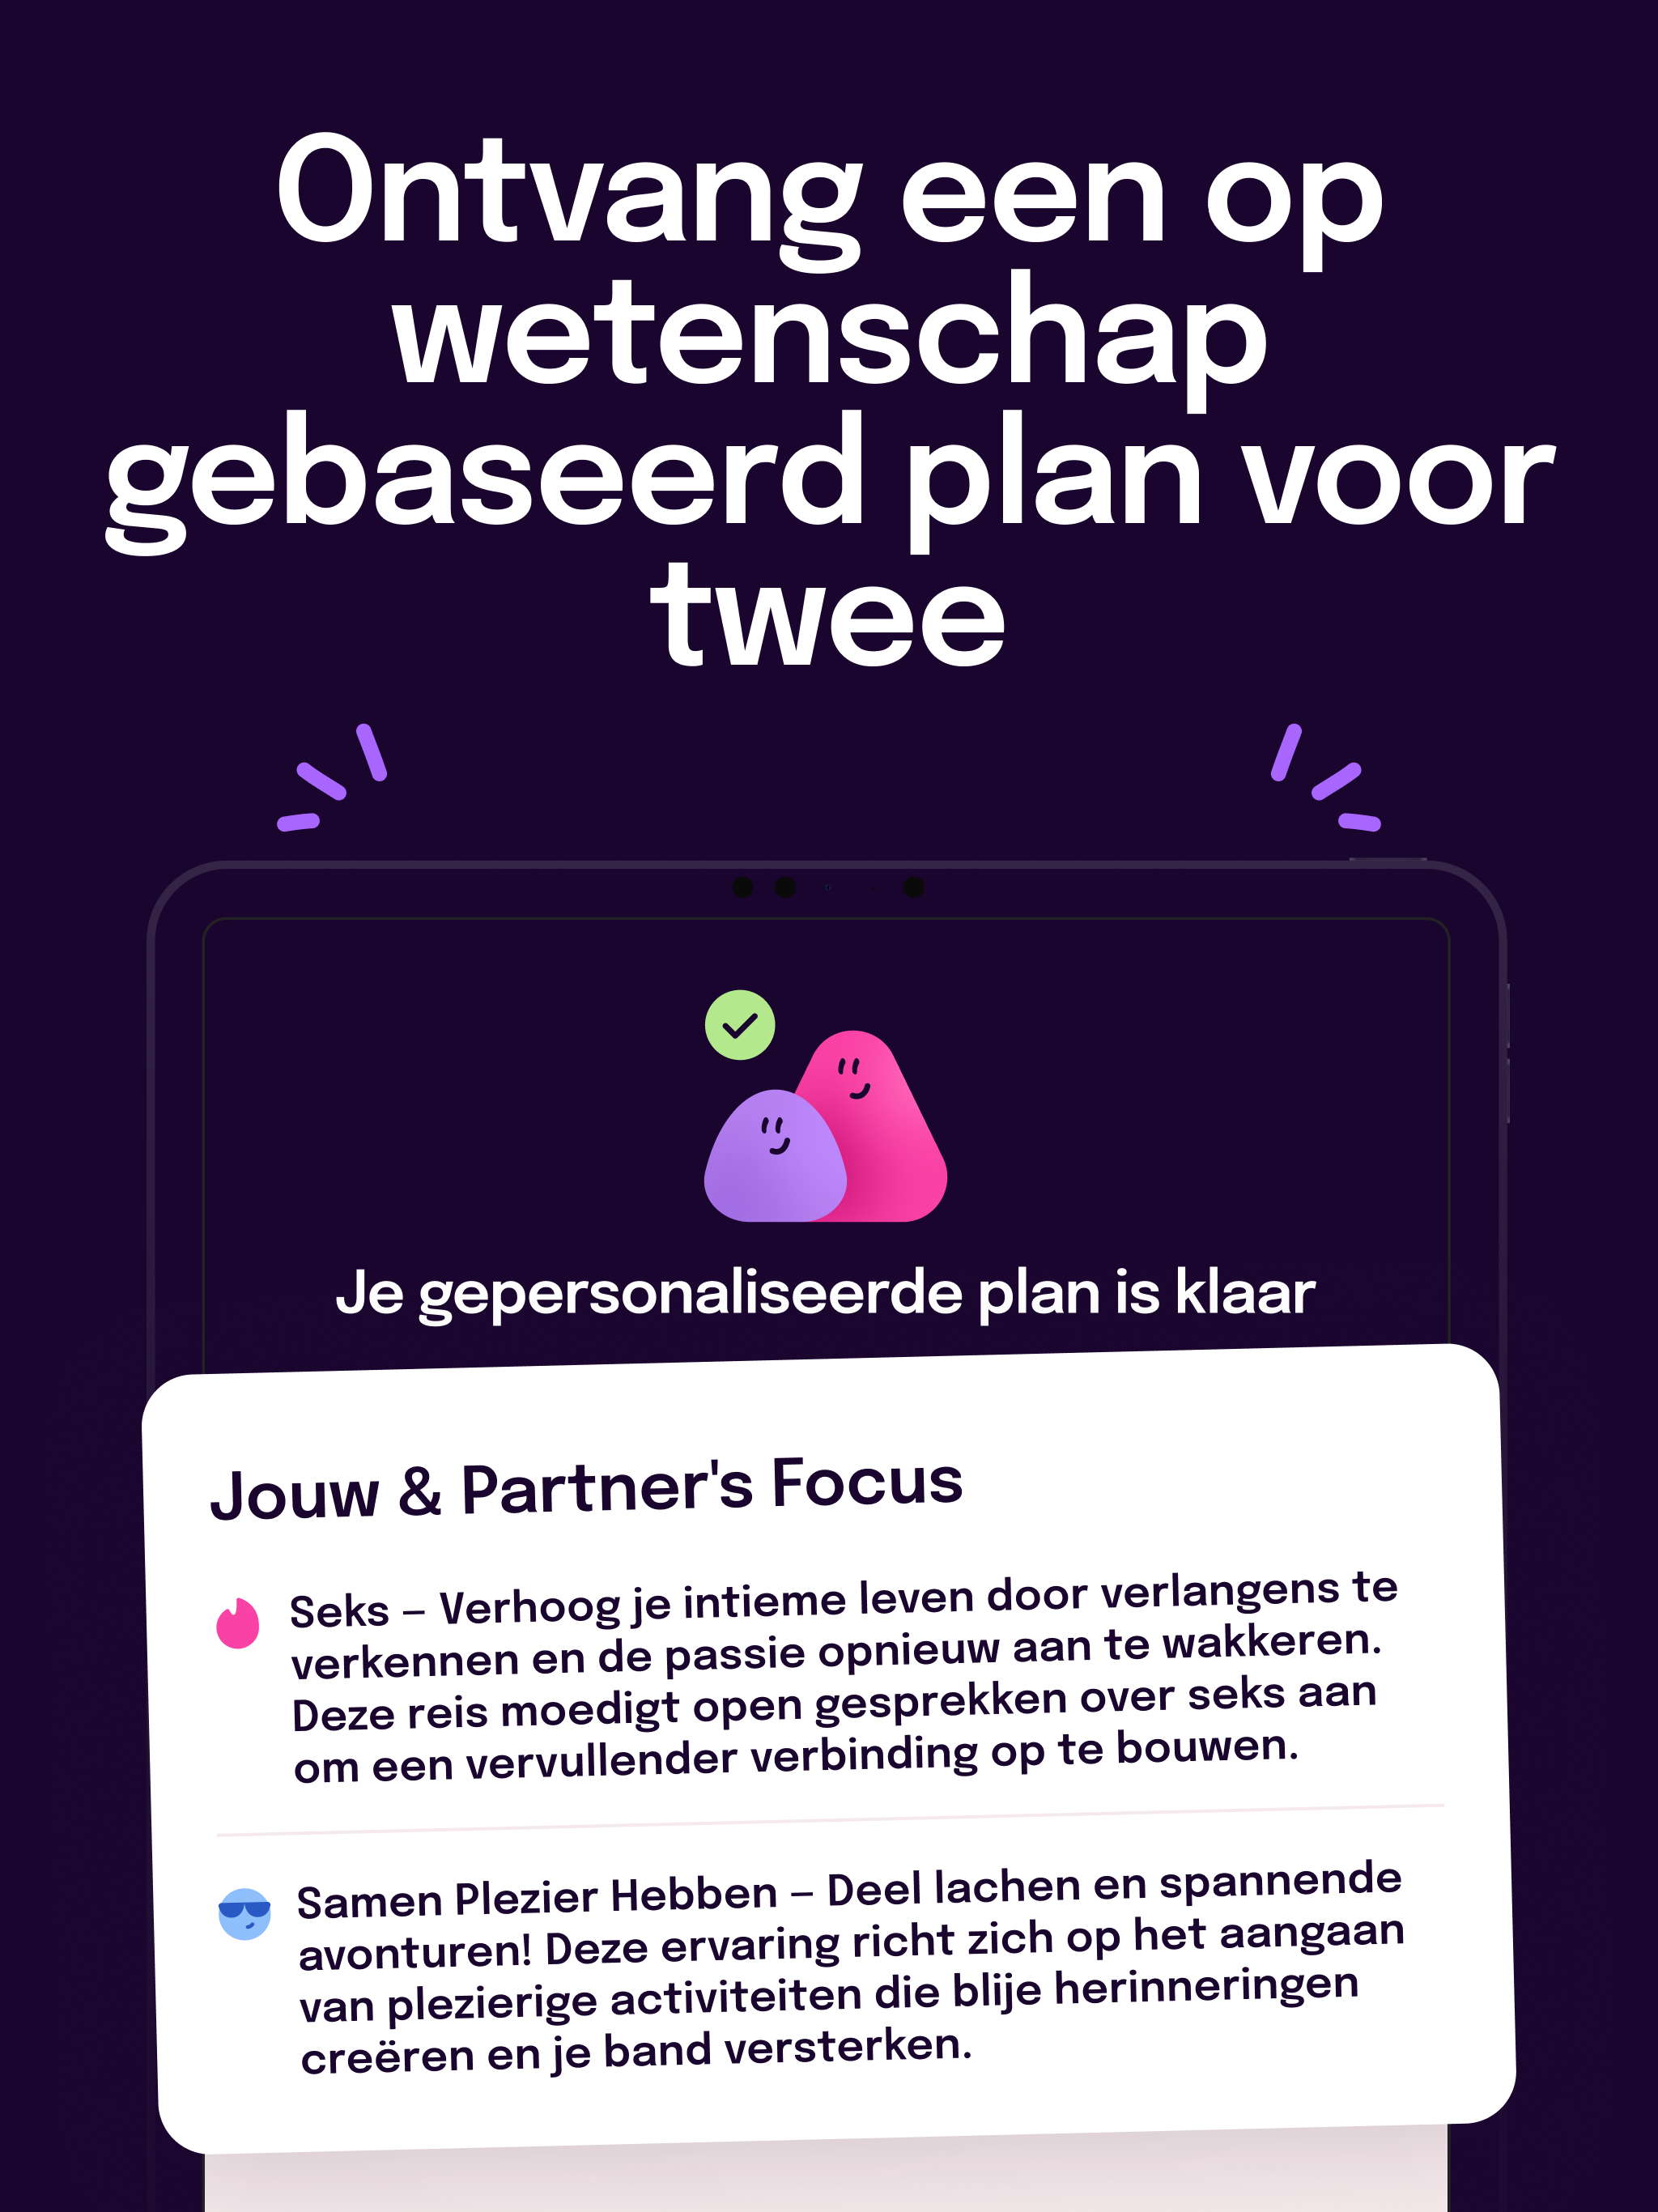 Ontvang een op
wetenschap
gebaseerd plan voor
twee
Je gepersonaliseerde plan is klaar
Jouw & Partner's Focus
Seks – Verhoog je intieme leven door verlangens te
verkennen en de passie opnieuw aan te wakkeren.
Deze reis moedigt open gesprekken over seks aan
om een vervullender verbinding op te bouwen.
Samen Plezier Hebben – Deel lachen en spannende
avonturen! Deze ervaring richt zich op het aangaan
van plezierige activiteiten die blije herinneringen
creëren en je band versterken.